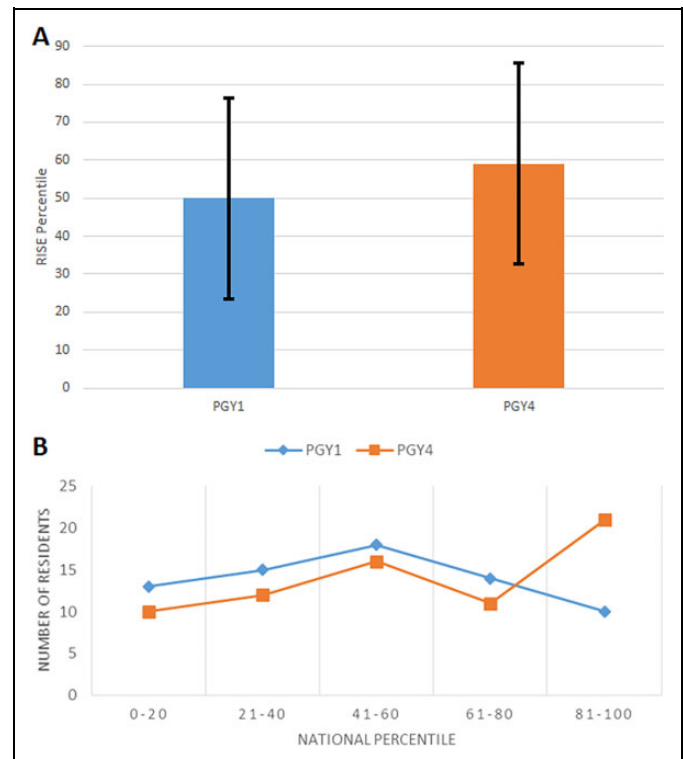 A
90
80
70
60
50
40
30
20
10
0
RISE Percentile
PGY1 PGY4
B
PGY1 PGY4
25
20
15
10
5
0
NUMBER OF RESIDENTS
0-20 21-40 41-60 61-80 81-100
NATIONAL PERCENTILE